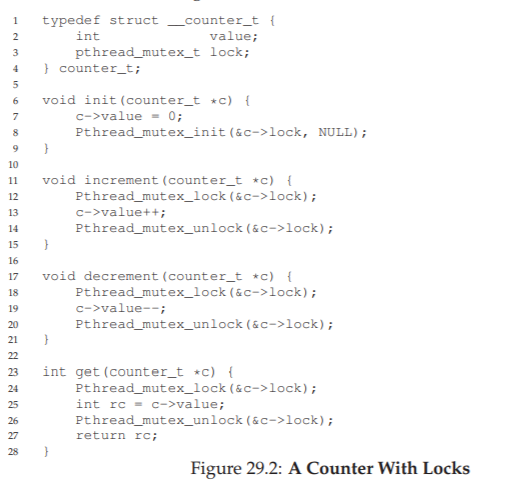 1 typedef struct __counter_t {
2     int             value;
3     pthread_mutex_t lock;
4 } counter_t;
5
6 void init(counter_t *c) {
7     c->value = 0;
8     Pthread_mutex_init(&c->lock, NULL);
9 }
10
11 void increment(counter_t *c) {
12     Pthread_mutex_lock(&c->lock);
13     c->value++;
14     Pthread_mutex_unlock(&c->lock);
15 }
16
17 void decrement(counter_t *c) {
18     Pthread_mutex_lock(&c->lock);
19     c->value--;
20     Pthread_mutex_unlock(&c->lock);
21 }
22
23 int get(counter_t *c) {
24     Pthread_mutex_lock(&c->lock);
25     int rc = c->value;
26     Pthread_mutex_unlock(&c->lock);
27     return rc;
28 }
Figure 29.2: A Counter With Locks